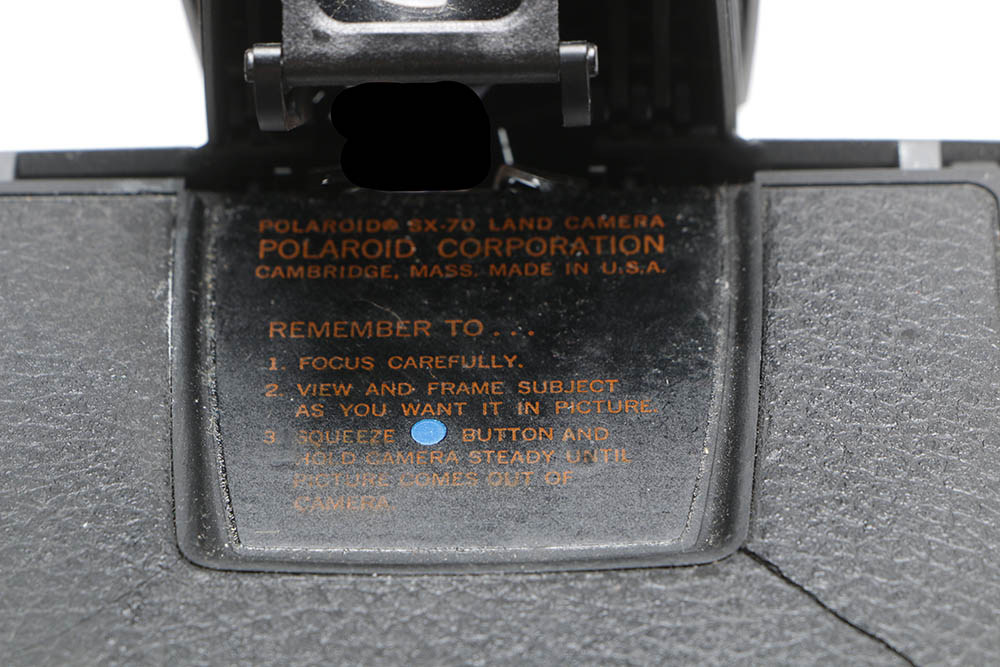 POLAROID® SX-70 LAND CAMERA
POLAROID CORPORATION
CAMBRIDGE, MASS. MADE IN U.S.A.
REMEMBER TO...
1. FOCUS CAREFULLY.
2. VIEW AND FRAME SUBJECT
AS YOU WANT IT IN PICTURE.
3. SQUEEZE BUTTON AND
HOLD CAMERA STEADY UNTIL
PICTURE COMES OUT OF
CAMERA.